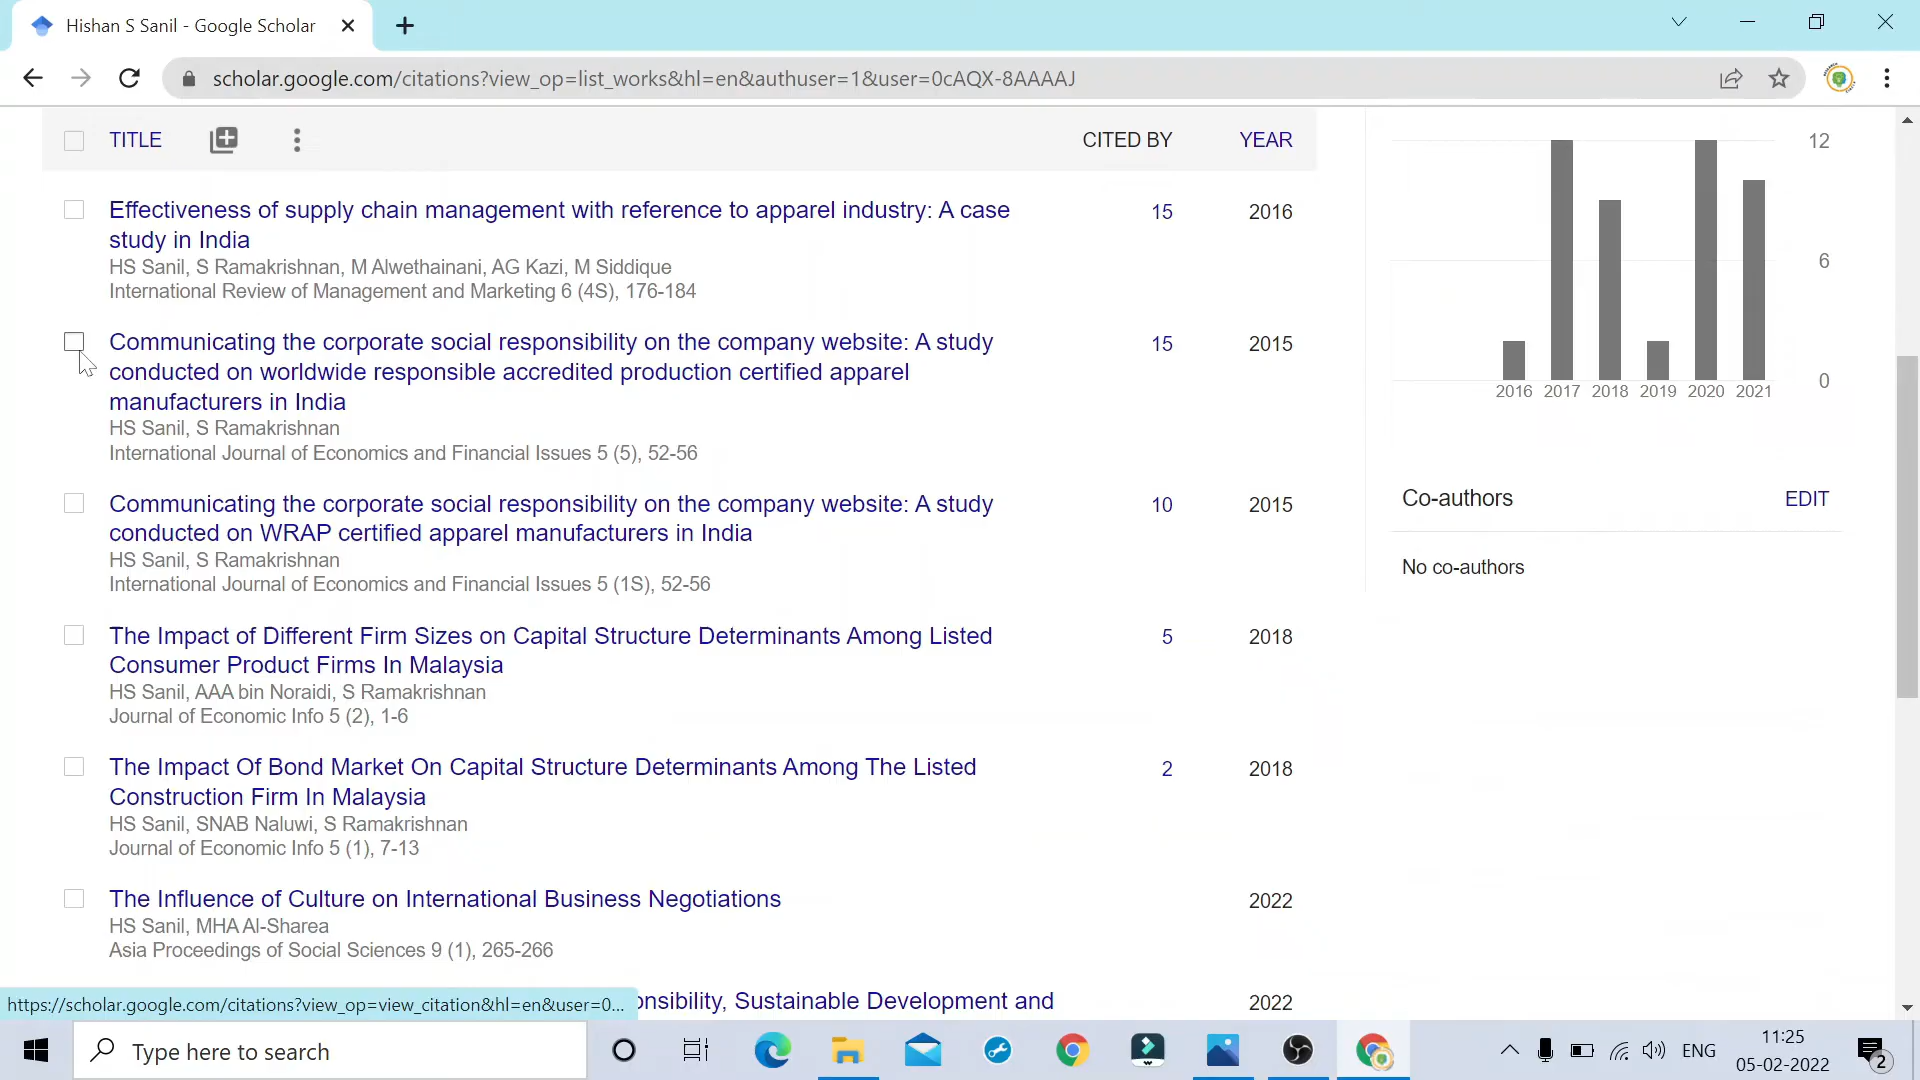 Hishan S Sanil - Google Scholar
scholar.google.com/citations?view_op=list_works&hl=en&authuser=1&user=0cAQX-8AAAAJ
TITLE CITED BY YEAR
Effectiveness of supply chain management with reference to apparel industry: A case 15 2016
study in India
HS Sanil, S Ramakrishnan, M Alwethainani, AG Kazi, M Siddique
International Review of Management and Marketing 6 (4S), 176-184
Communicating the corporate social responsibility on the company website: A study 15 2015
conducted on worldwide responsible accredited production certified apparel
manufacturers in India
HS Sanil, S Ramakrishnan
International Journal of Economics and Financial Issues 5 (5), 52-56
Communicating the corporate social responsibility on the company website: A study 10 2015
conducted on WRAP certified apparel manufacturers in India
HS Sanil, S Ramakrishnan
International Journal of Economics and Financial Issues 5 (1S), 52-56
The Impact of Different Firm Sizes on Capital Structure Determinants Among Listed 5 2018
Consumer Product Firms In Malaysia
HS Sanil, AAA bin Noraidi, S Ramakrishnan
Journal of Economic Info 5 (2), 1-6
The Impact Of Bond Market On Capital Structure Determinants Among The Listed 2 2018
Construction Firm In Malaysia
HS Sanil, SNAB Naluwi, S Ramakrishnan
Journal of Economic Info 5 (1), 7-13
The Influence of Culture on International Business Negotiations 2022
HS Sanil, MHA Al-Sharea
Asia Proceedings of Social Sciences 9 (1), 265-266
onsibility, Sustainable Development and 2022
12
6
0
2016 2017 2018 2019 2020 2021
Co-authors EDIT
No co-authors
https://scholar.google.com/citations?view_op=view_citation&hl=en&user=0...
Type here to search
ENG
11:25
05-02-2022
2